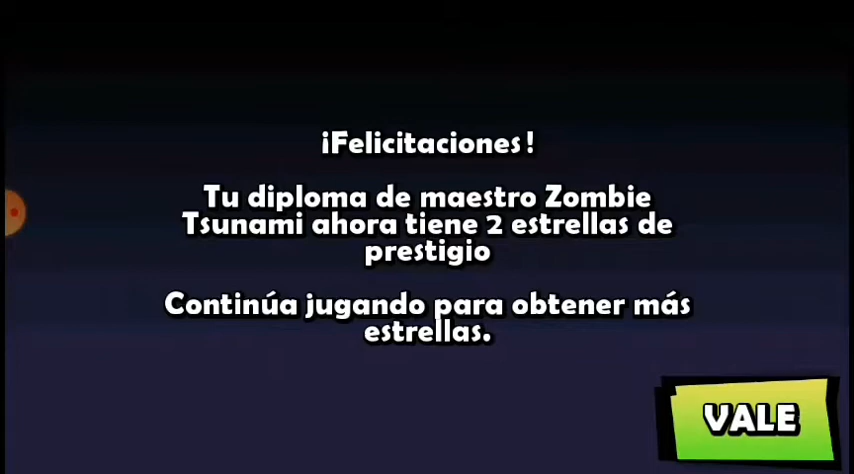 ¡Felicitaciones!
Tu diploma de maestro Zombie
Tsunami ahora tiene 2 estrellas de
prestigio
Continúa jugando para obtener más
estrellas.
VALE